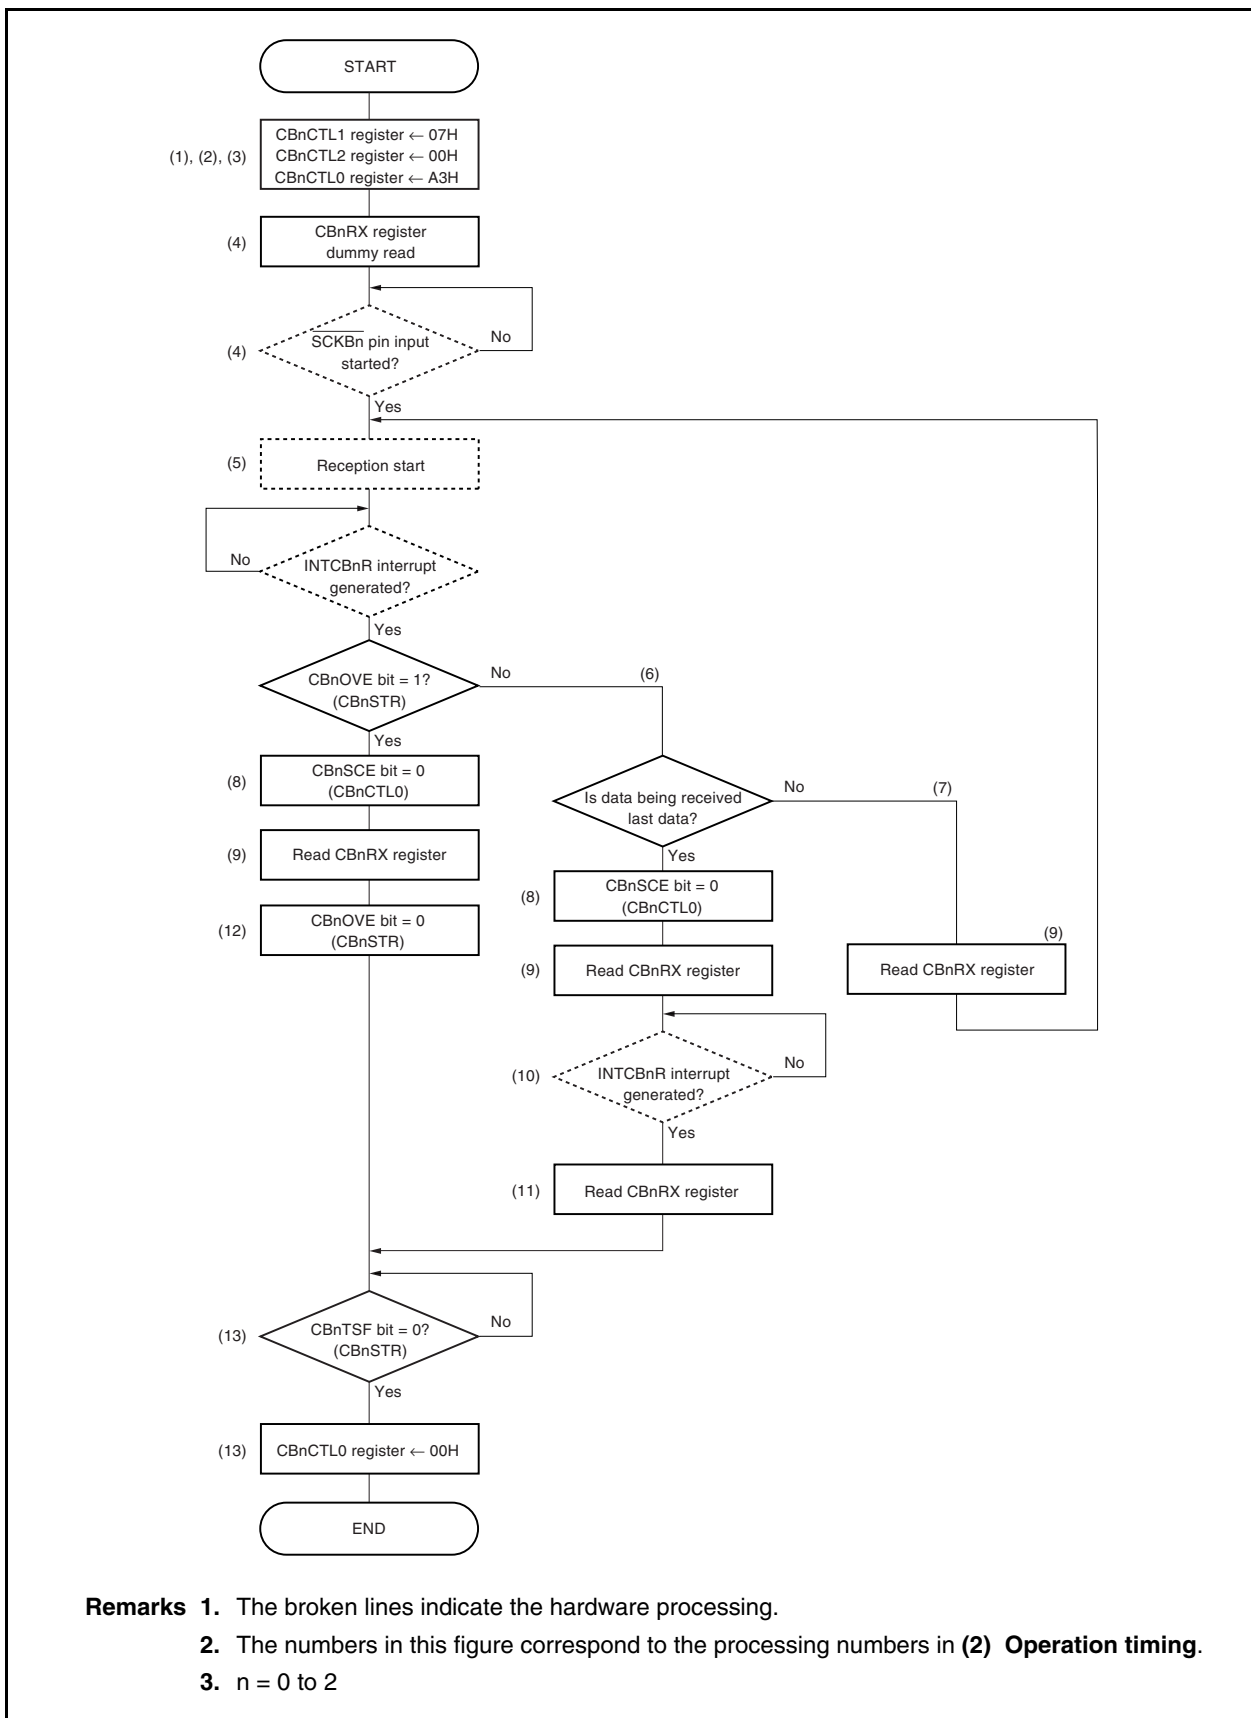 START
(1), (2), (3)
CBnCTL1 register ← 07H
CBnCTL2 register ← 00H
CBnCTL0 register ← A3H
(4)
CBnRX register
dummy read
(4)
SCKBn pin input
started?
No
Yes
(5)
Reception start
No
INTCBnR interrupt
generated?
Yes
CBnOVE bit = 1?
(CBnSTR)
No
(6)
Yes
(8)
CBnSCE bit = 0
(CBnCTL0)
Is data being received
last data?
No
(7)
Yes
(9)
Read CBnRX register
(8)
CBnSCE bit = 0
(CBnCTL0)
(12)
CBnOVE bit = 0
(CBnSTR)
(9)
Read CBnRX register
(9)
Read CBnRX register
(10)
INTCBnR interrupt
generated?
No
Yes
(11)
Read CBnRX register
(13)
CBnTSF bit = 0?
(CBnSTR)
No
Yes
(13)
CBnCTL0 register ← 00H
END
Remarks 1. The broken lines indicate the hardware processing.
2. The numbers in this figure correspond to the processing numbers in (2) Operation timing.
3. n = 0 to 2